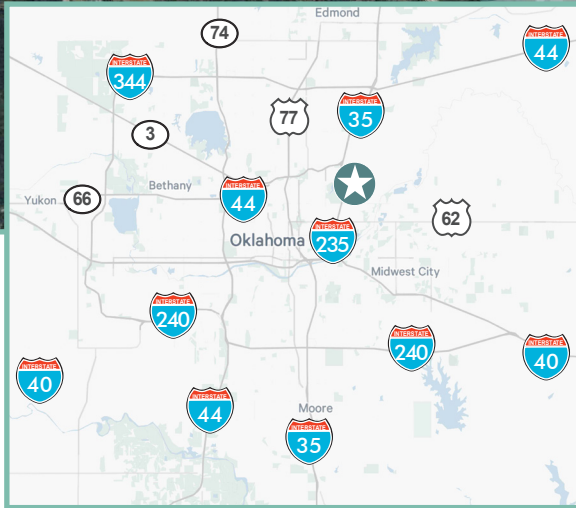 Edmond
74
INTERSTATE
44
INTERSTATE
344
77
INTERSTATE
35
3
Bethany
INTERSTATE
44
Yukon
66
62
Oklahoma
INTERSTATE
235
Midwest City
INTERSTATE
240
INTERSTATE
240
INTERSTATE
40
INTERSTATE
40
INTERSTATE
44
Moore
INTERSTATE
35